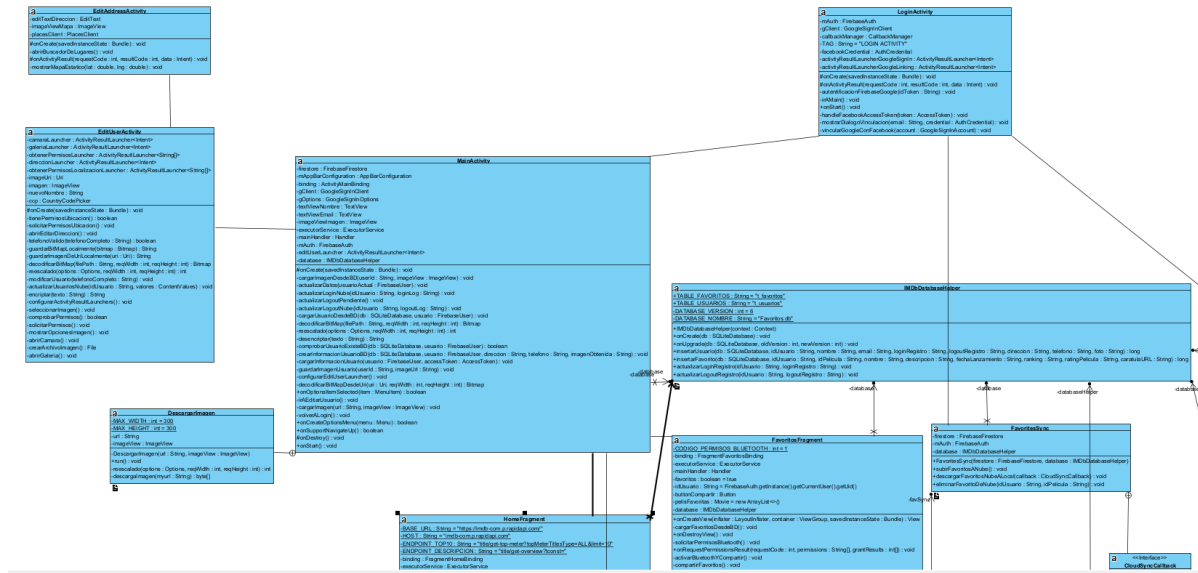 EditAddressActivity
-editTextDireccion : EditText
-imageViewMapa : ImageView
-placesClient : PlacesClient
#onCreate(savedInstanceState : Bundle) : void
-abrirBuscadorDeLugares() : void
#onActivityResult(requestCode : int, resultCode : int, data : Intent) : void
-mostrarMapaEstatico(lat : double, lng : double) : void
LoginActivity
-mAuth : FirebaseAuth
-gClient : GoogleSignInClient
-callbackManager : CallbackManager
-TAG : String = "LOGIN ACTIVITY"
-facebookCredential : AuthCredential
-activityResultLauncherGoogleSignIn : ActivityResultLauncher<Intent>
-activityResultLauncherGoogleLinking : ActivityResultLauncher<Intent>
#onCreate(savedInstanceState : Bundle) : void
#onActivityResult(requestCode : int, resultCode : int, data : Intent) : void
-autentificacionFirebaseGoogle(idToken : String) : void
-irAMain() : void
+onStart() : void
-handleFacebookAccessToken(token : AccessToken) : void
-mostrarDialogoVinculacion(email : String, credential : AuthCredential) : void
-vincularGoogleConFacebook(account : GoogleSignInAccount) : void
EditUserActivity
-camaraLauncher : ActivityResultLauncher<Intent>
-galeriaLauncher : ActivityResultLauncher<Intent>
-obtenerPermisosLauncher : ActivityResultLauncher<String[]>
-direccionLauncher : ActivityResultLauncher<Intent>
-obtenerPermisosLocalizacionLauncher : ActivityResultLauncher<String[]>
-imageUri : Uri
-imagen : ImageView
-nuevoNombre : String
-ccp : CountryCodePicker
#onCreate(savedInstanceState : Bundle) : void
-tienePermisosUbicacion() : boolean
-solicitarPermisosUbicacion() : void
-abrirEditarDireccion() : void
-telefonoValido(telefonoCompleto : String) : boolean
-guardarBitMapLocalmente(bitmap : Bitmap) : String
-guardarImagenDeUriLocalmente(uri : Uri) : String
-decodificarBitMap(filePath : String, reqWidth : int, reqHeight : int) : Bitmap
-reescalado(options : Options, reqWidth : int, reqHeight : int) : int
-modificarUsuario(telefonoCompleto : String) : void
-actualizarUsuarioNube(idUsuario : String, valores : ContentValues) : void
-encriptar(texto : String) : String
-configurarActivityResultLaunchers() : void
-seleccionarImagen() : void
-comprobarPermisos() : boolean
-solicitarPermisos() : void
-mostrarOpcionesImagen() : void
-abrirCamara() : void
-crearArchivoImagen() : File
-abrirGaleria() : void
MainActivity
-firestore : FirebaseFirestore
-mAppBarConfiguration : AppBarConfiguration
-binding : ActivityMainBinding
-gClient : GoogleSignInClient
-gOptions : GoogleSignInOptions
-textViewNombre : TextView
-textViewEmail : TextView
-imageViewImagen : ImageView
-executorService : ExecutorService
-mainHandler : Handler
-mAuth : FirebaseAuth
-editUserLauncher : ActivityResultLauncher<Intent>
-database : IMDbDatabaseHelper
#onCreate(savedInstanceState : Bundle) : void
-cargarImagenDesdeBD(userId : String, imageView : ImageView) : void
-actualizarDatos(usuarioActual : FirebaseUser) : void
-actualizarLoginNube(idUsuario : String, loginLog : String) : void
-actualizarLogoutPendiente() : void
-actualizarLogoutNube(idUsuario : String, logoutLog : String) : void
-cargarUsuarioDesdeBD(db : SQLiteDatabase, usuario : FirebaseUser) : void
-decodificarBitMap(filePath : String, reqWidth : int, reqHeight : int) : Bitmap
-reescalado(options : Options, reqWidth : int, reqHeight : int) : int
-desencriptar(texto : String) : String
-comprobarUsuarioExisteBD(db : SQLiteDatabase, usuario : FirebaseUser) : void
-crearInformacionUsuarioBD(db : SQLiteDatabase, usuario : FirebaseUser, direccion : String, telefono : String, imagenObtenida : String) : void
-cargarInformacionUsuario(usuario : FirebaseUser, accessToken : AccessToken) : void
-guardarImagenUsuario(userId : String, imageUrl : String) : void
-configurarEditUserLauncher() : void
-decodificarBitMapDesdeUri(uri : Uri, reqWidth : int, reqHeight : int) : Bitmap
+onOptionsItemSelected(item : MenuItem) : boolean
-irAEditarUsuario() : void
-cargarImagen(url : String, imageView : ImageView) : void
-volverALogin() : void
+onCreateOptionsMenu(menu : Menu) : boolean
+onSupportNavigateUp() : boolean
#onDestroy() : void
+onStart() : void
IMDbDatabaseHelper
+TABLE_FAVORITOS : String = "t_favoritos"
+TABLE_USUARIOS : String = "t_usuarios"
-DATABASE_VERSION : int = 6
-DATABASE_NOMBRE : String = "Favoritos.db"
+IMDbDatabaseHelper(context : Context)
+onCreate(db : SQLiteDatabase) : void
+onUpgrade(db : SQLiteDatabase, oldVersion : int, newVersion : int) : void
+insertarUsuario(db : SQLiteDatabase, idUsuario : String, nombre : String, email : String, loginRegistro : String, logoutRegistro : String, direccion : String, telefono : String, foto : String) : long
+insertarFavorito(db : SQLiteDatabase, idUsuario : String, idPelicula : String, nombre : String, descripcion : String, fechaLanzamiento : String, ranking : String, ratingPelicula : String, caratulaURL : String) : long
+actualizarLoginRegistro(idUsuario : String, loginRegistro : String) : void
+actualizarLogoutRegistro(idUsuario : String, logoutRegistro : String) : void
-database
-database
-database
-database
-databaseHelper
-database
DescargarImagen
-MAX_WIDTH : int = 300
-MAX_HEIGHT : int = 300
-url : String
-imageView : ImageView
+DescargarImagen(url : String, imageView : ImageView)
+run() : void
-reescalado(options : Options, reqWidth : int, reqHeight : int) : int
-descargarImagen(myurl : String) : byte[]
FavoritosFragment
-CODIGO_PERMISOS_BLUETOOTH : int = 1
-binding : FragmentFavoritosBinding
-executorService : ExecutorService
-mainHandler : Handler
-favoritos : boolean = true
-idUsuario : String = FirebaseAuth.getInstance().getCurrentUser().getUid()
-buttonCompartir : Button
-pelisFavoritas : Movie = new ArrayList<>()
-database : IMDbDatabaseHelper
+onCreateView(inflater : LayoutInflater, container : ViewGroup, savedInstanceState : Bundle) : View
-cargarFavoritosDesdeBD() : void
+onDestroyView() : void
-solicitarPermisosBluetooth() : void
+onRequestPermissionsResult(requestCode : int, permissions : String[], grantResults : int[]) : void
-activarBluetoothYCompartir() : void
-compartirFavoritos() : void
FavoritesSync
-firestore : FirebaseFirestore
-mAuth : FirebaseAuth
-database : IMDbDatabaseHelper
+FavoritesSync(firestore : FirebaseFirestore, database : IMDbDatabaseHelper)
+subirFavoritosANube() : void
+descargarFavoritosNubeALocal(callback : CloudSyncCallback) : void
+eliminarFavoritoDeNube(idUsuario : String, idPelicula : String) : void
HomeFragment
-BASE_URL : String = "https://imdb-com.p.rapidapi.com/"
-HOST : String = "imdb-com.p.rapidapi.com"
-ENDPOINT_TOP10 : String = "title/get-top-meter?topMeterTitlesType=ALL&limit=10"
-ENDPOINT_DESCRIPCION : String = "title/get-overview?tconst="
-binding : FragmentHomeBinding
-executorService : ExecutorService
<<Interface>>
CloudSyncCallback